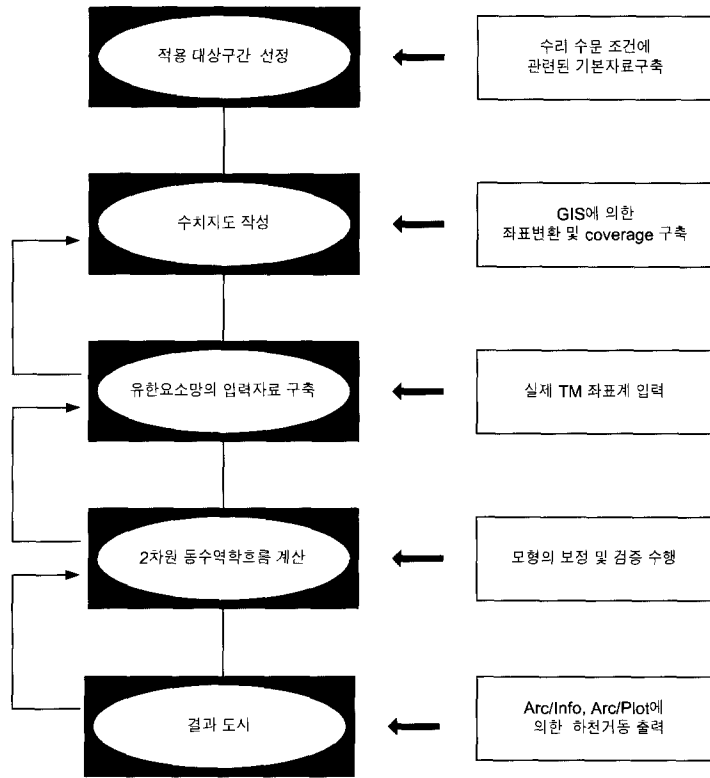 적용 대상구간 선정
수리 수문 조건에
관련된 기본자료구축
수치지도 작성
GIS에 의한
좌표변환 및 coverage 구축
유한요소망의 입력자료 구축
실제 TM 좌표계 입력
2차원 동수역학흐름 계산
모형의 보정 및 검증 수행
결과 도시
Arc/Info, Arc/Plot에
의한 하천거동 출력